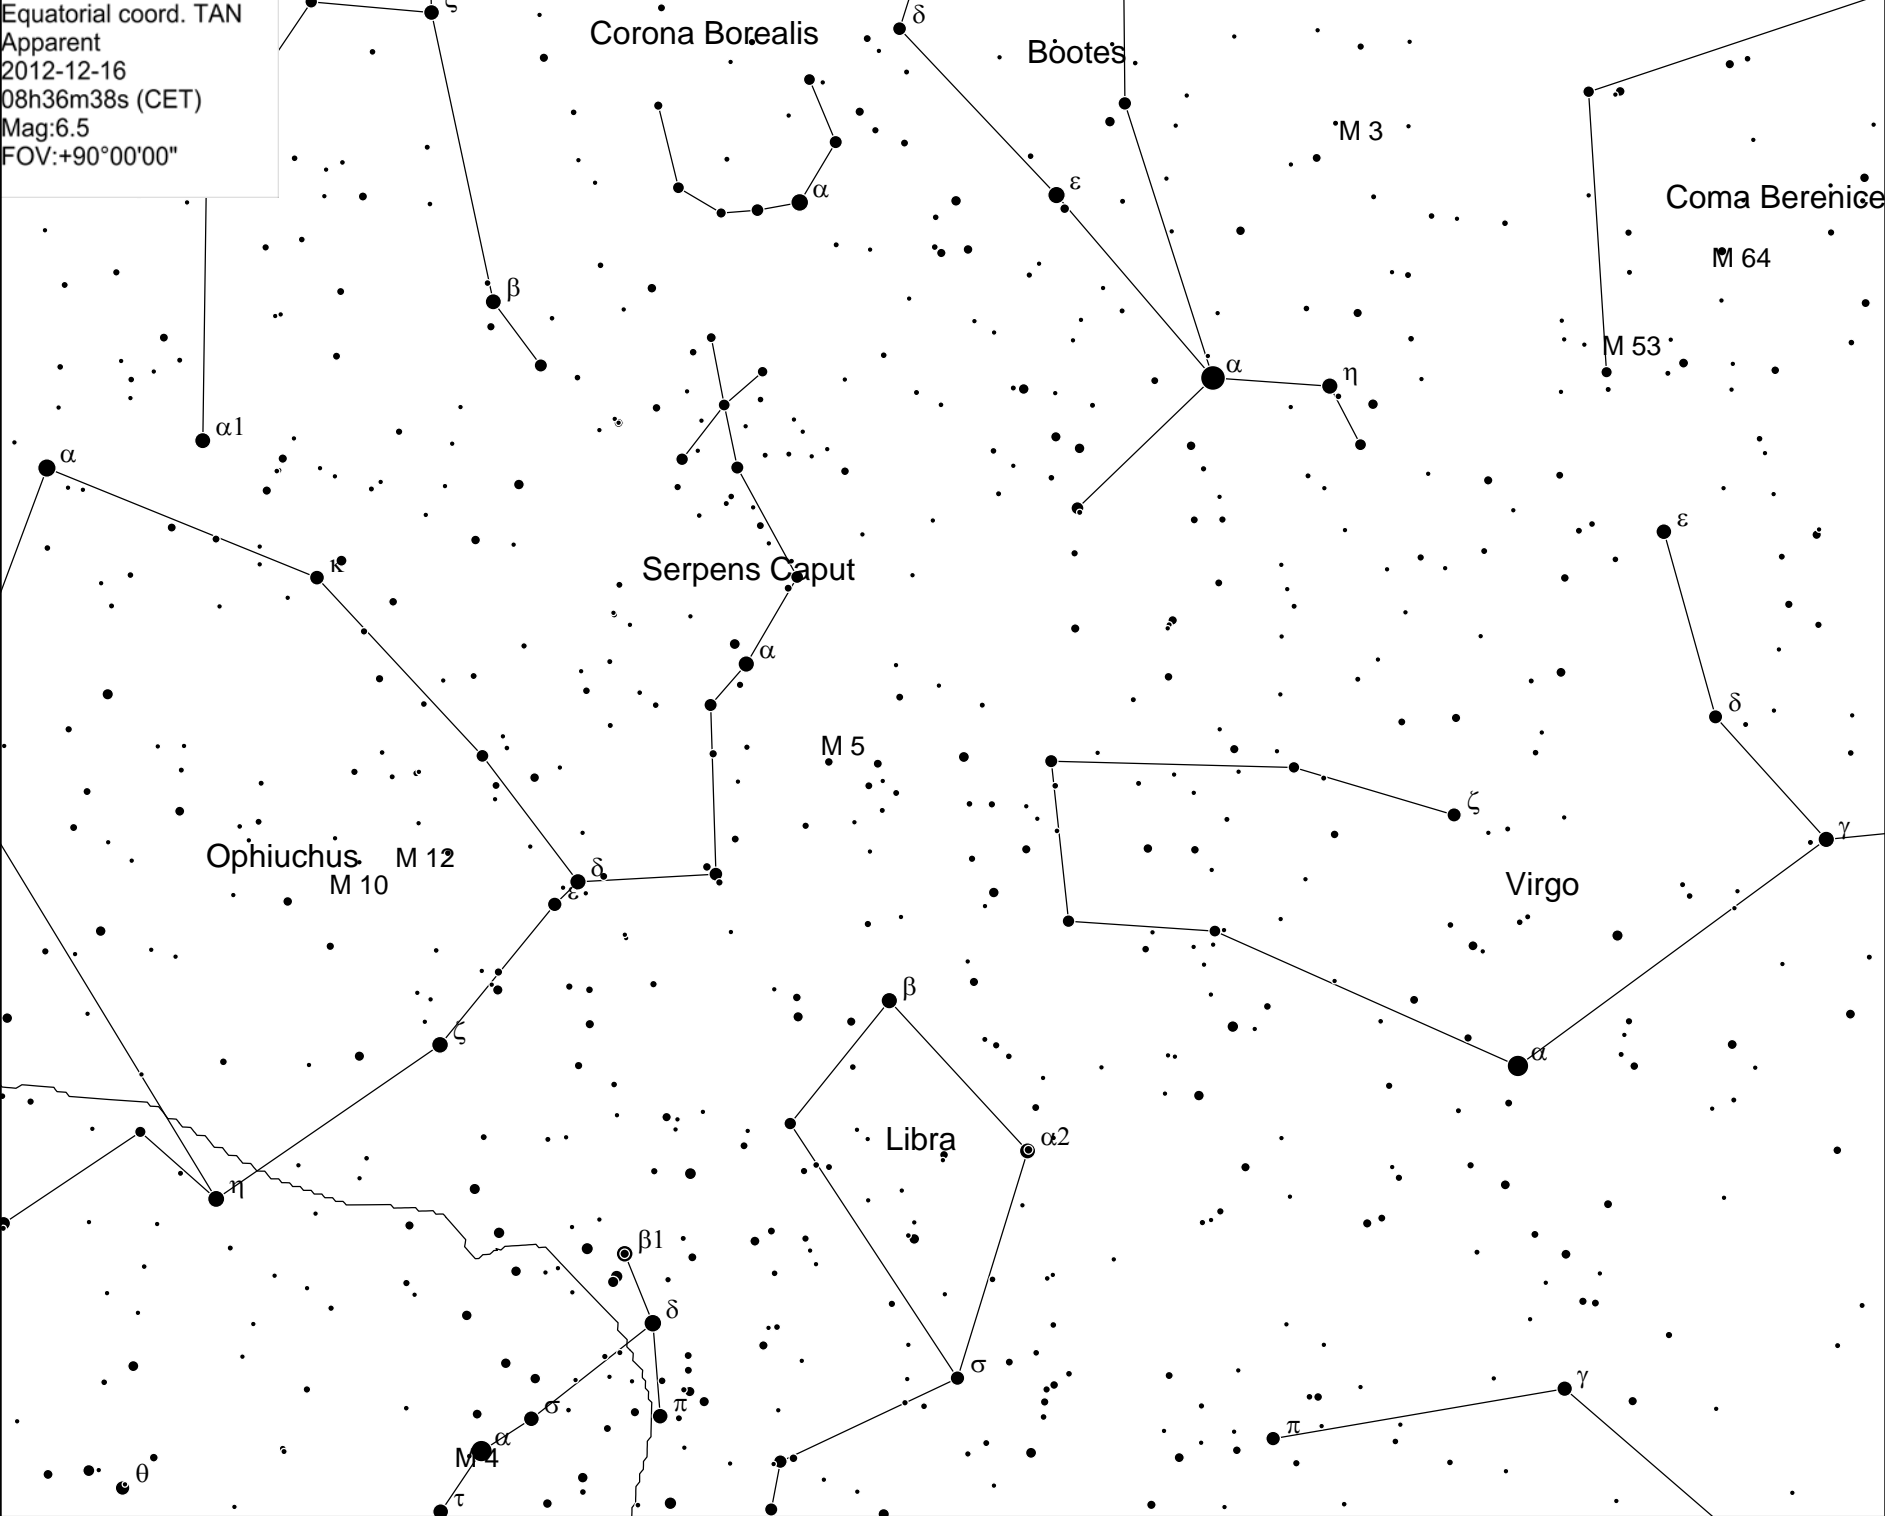 Equatorial coord. TAN
Apparent
2012-12-16
08h36m38s (CET)
Mag:6.5
FOV:+90°00'00"
ζ
Corona Borealis
δ
Bootes
M 3
α
ε
Coma Berenice
M 64
β
M 53
α
η
α1
α
ε
κ
Serpens Caput
α
δ
M 5
ζ
γ
Ophiuchus
M 12
M 10
δ
ε
Virgo
β
ζ
α
Libra
α2
η
β1
δ
σ
γ
σ
π
π
α
M 4
θ
τ